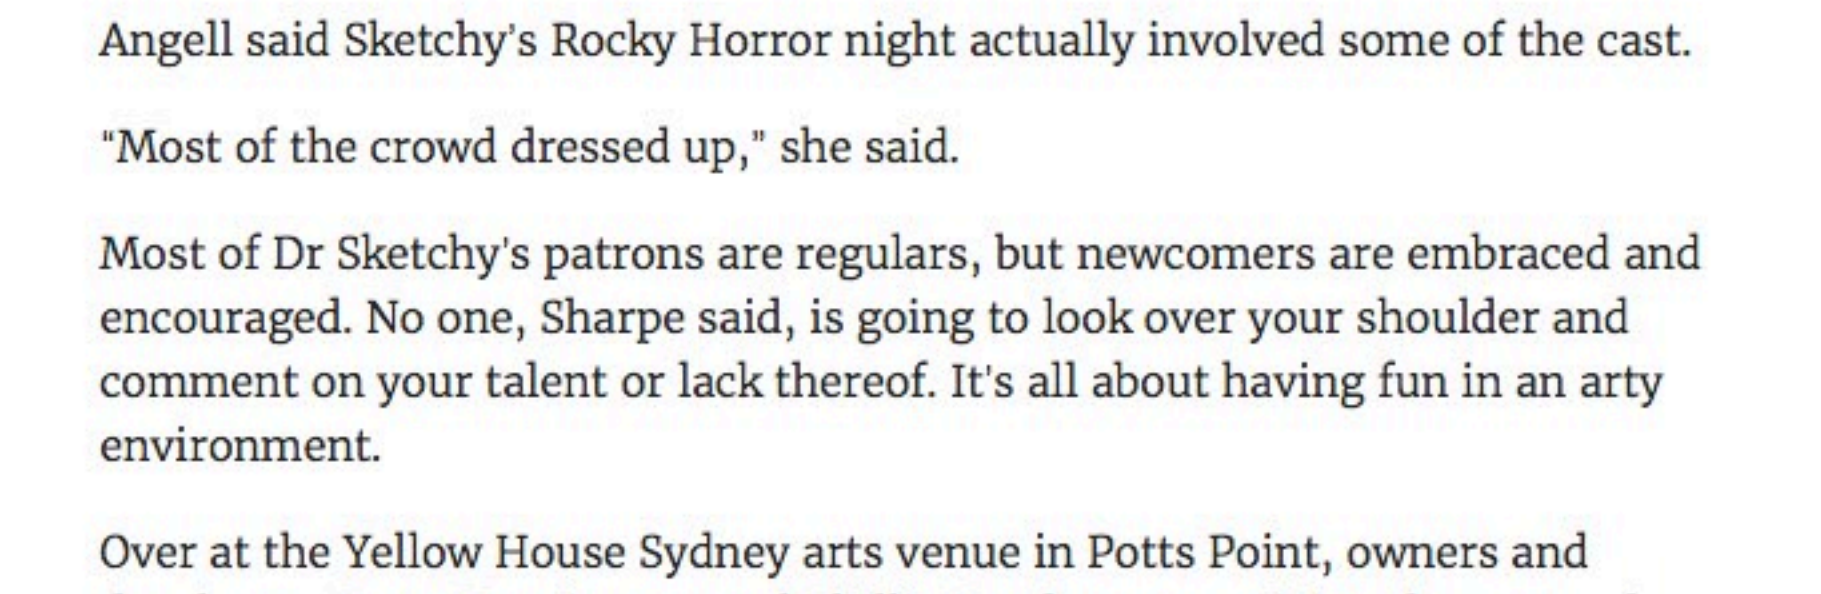 Angell said Sketchy's Rocky Horror night actually involved some of the cast.
"Most of the crowd dressed up," she said.
Most of Dr Sketchy's patrons are regulars, but newcomers are embraced and
encouraged. No one, Sharpe said, is going to look over your shoulder and
comment on your talent or lack thereof. It's all about having fun in an arty
environment.
Over at the Yellow House Sydney arts venue in Potts Point, owners and